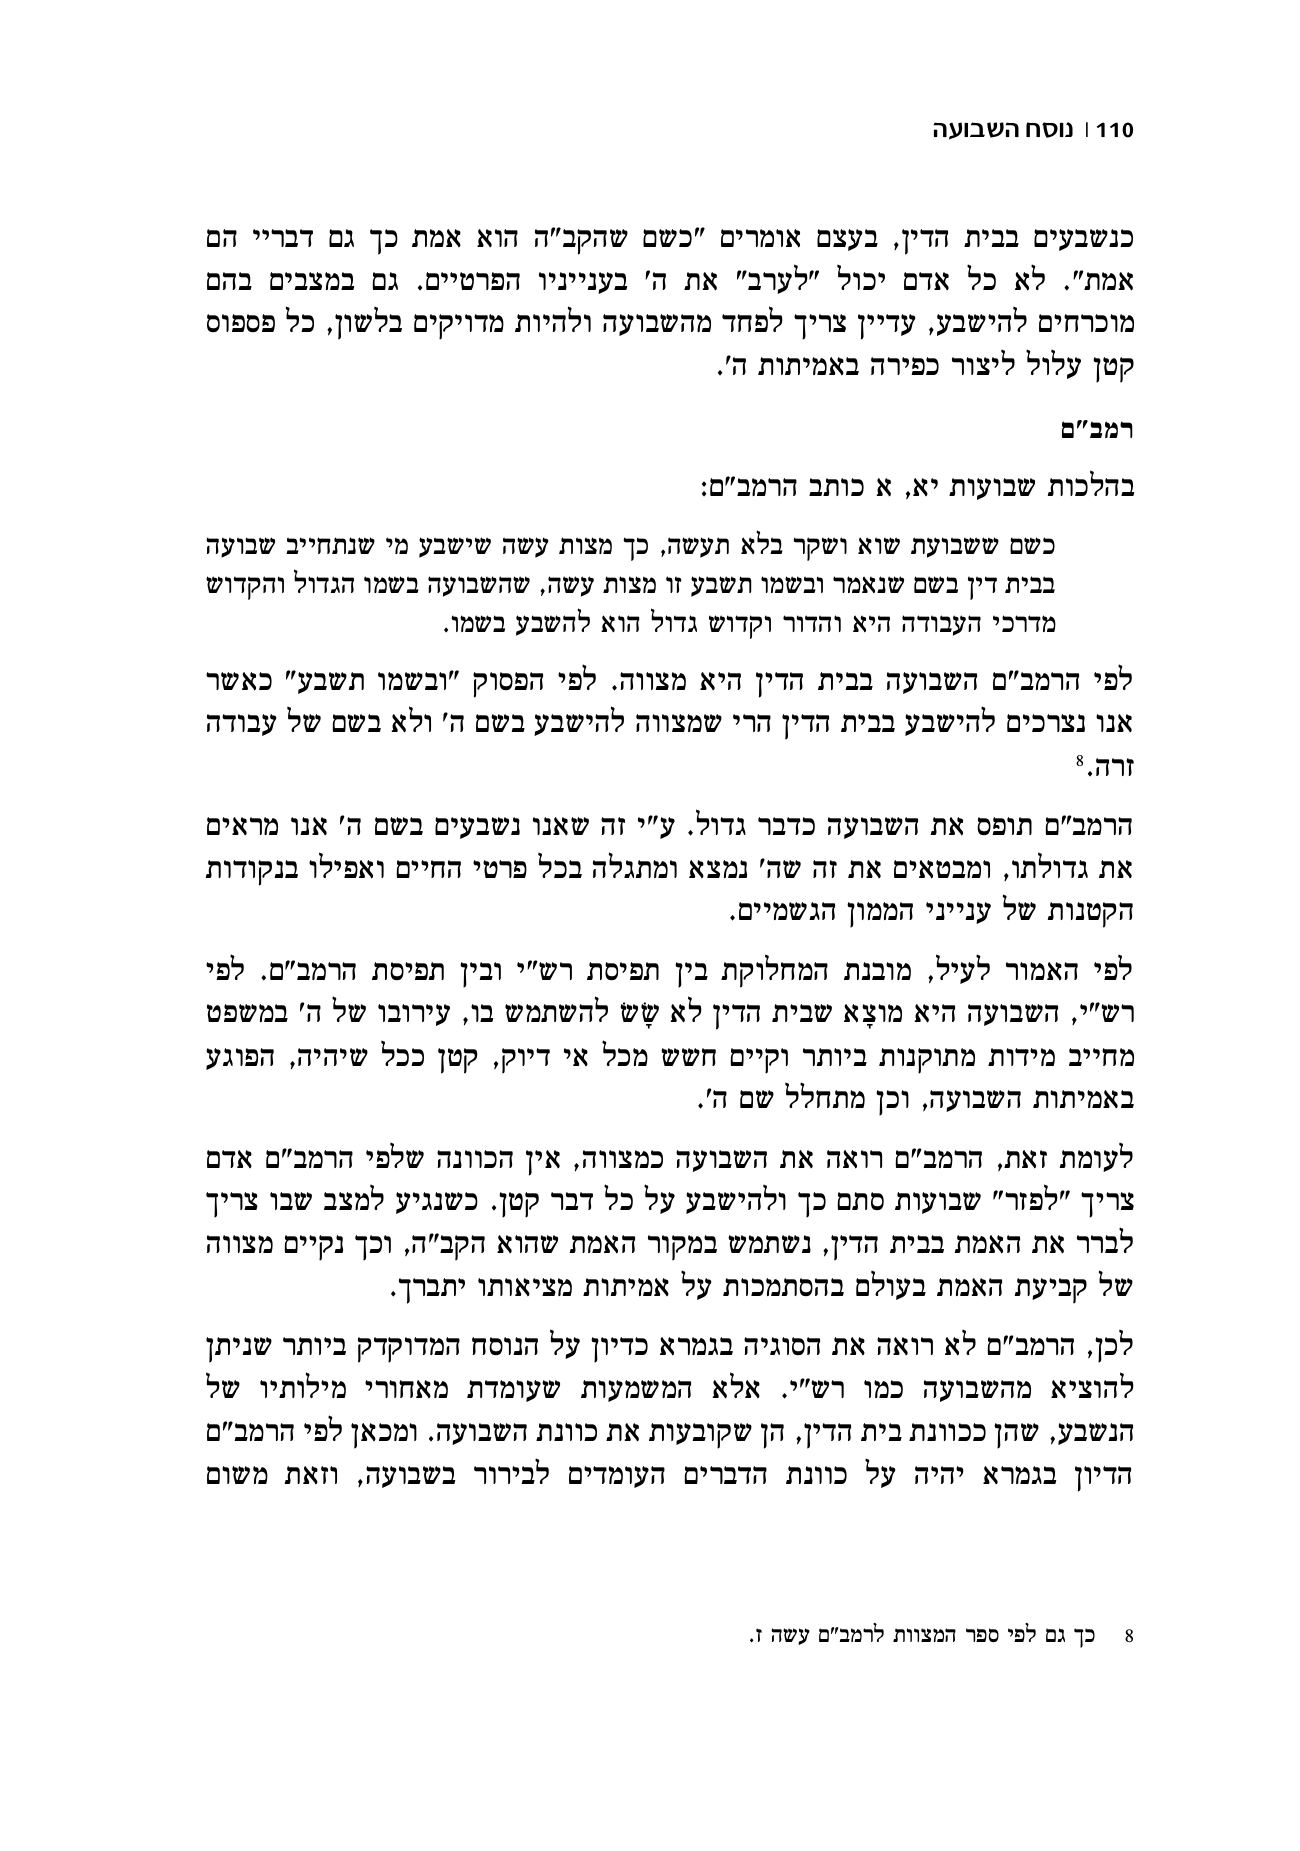 110 | נוסח השבועה
כנשבעים בבית הדין, בעצם אומרים "כשם שהקב"ה הוא אמת כך גם דבריי הם
אמת". לא כל אדם יכול "לערב" את ה' בענייניו הפרטיים. גם במצבים בהם
מוכרחים להישבע, עדיין צריך לפחד מהשבועה ולהיות מדויקים בלשון, כל פספוס
קטן עלול ליצור כפירה באמיתות ה'.
רמב"ם
בהלכות שבועות יא, א כותב הרמב"ם:
כשם ששבועת שוא ושקר בלא תעשה, כך מצות עשה שישבע מי שנתחייב שבועה
בבית דין בשם שנאמר ובשמו תשבע זו מצות עשה, שהשבועה בשמו הגדול והקדוש
מדרכי העבודה היא והדור וקדוש גדול הוא להשבע בשמו.
לפי הרמב"ם השבועה בבית הדין היא מצווה. לפי הפסוק "ובשמו תשבע" כאשר
אנו נצרכים להישבע בבית הדין הרי שמצווה להישבע בשם ה' ולא בשם של עבודה
זרה.8
הרמב"ם תופס את השבועה כדבר גדול. ע"י זה שאנו נשבעים בשם ה' אנו מראים
את גדולתו, ומבטאים את זה שה' נמצא ומתגלה בכל פרטי החיים ואפילו בנקודות
הקטנות של ענייני הממון הגשמיים.
לפי האמור לעיל, מובנת המחלוקת בין תפיסת רש"י ובין תפיסת הרמב"ם. לפי
רש"י, השבועה היא מוצָא שבית הדין לא שָׂשׂ להשתמש בו, עירובו של ה' במשפט
מחייב מידות מתוקנות ביותר וקיים חשש מכל אי דיוק, קטן ככל שיהיה, הפוגע
באמיתות השבועה, וכן מתחלל שם ה'.
לעומת זאת, הרמב"ם רואה את השבועה כמצווה, אין הכוונה שלפי הרמב"ם אדם
צריך "לפזר" שבועות סתם כך ולהישבע על כל דבר קטן. כשנגיע למצב שבו צריך
לברר את האמת בבית הדין, נשתמש במקור האמת שהוא הקב"ה, וכך נקיים מצווה
של קביעת האמת בעולם בהסתמכות על אמיתות מציאותו יתברך.
לכן, הרמב"ם לא רואה את הסוגיה בגמרא כדיון על הנוסח המדוקדק ביותר שניתן
להוציא מהשבועה כמו רש"י. אלא המשמעות שעומדת מאחורי מילותיו של
הנשבע, שהן ככוונת בית הדין, הן שקובעות את כוונת השבועה. ומכאן לפי הרמב"ם
הדיון בגמרא יהיה על כוונת הדברים העומדים לבירור בשבועה, וזאת משום
8 כך גם לפי ספר המצוות לרמב"ם עשה ז.